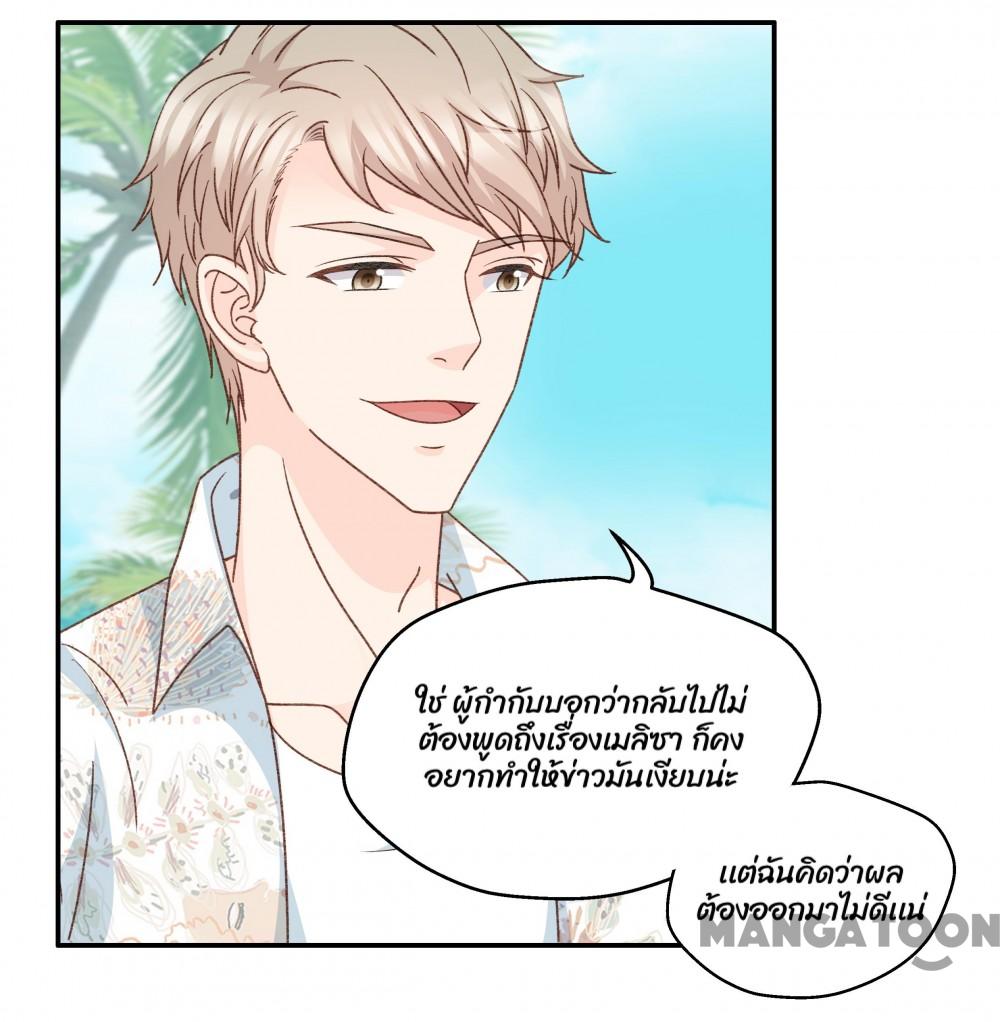 ใช่ ผู้กำกับบอกว่ากลับไปไม่
ต้องพูดถึงเรื่องเมลิซา ก็คง
อยากทำให้ข่าวมันเงียบน่ะ
แต่ฉันคิดว่าผล
ต้องออกมาไม่ดีแน่
MANGATOON